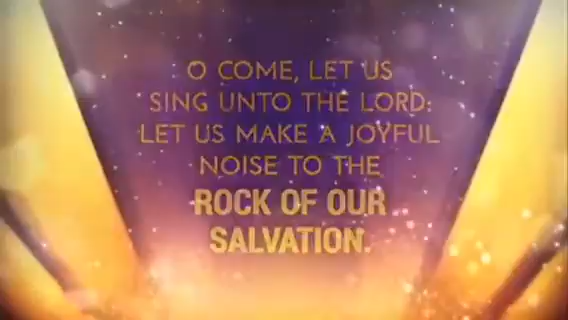 O COME, LET US
SING UNTO THE LORD:
LET US MAKE A JOYFUL
NOISE TO THE
ROCK OF OUR
SALVATION.